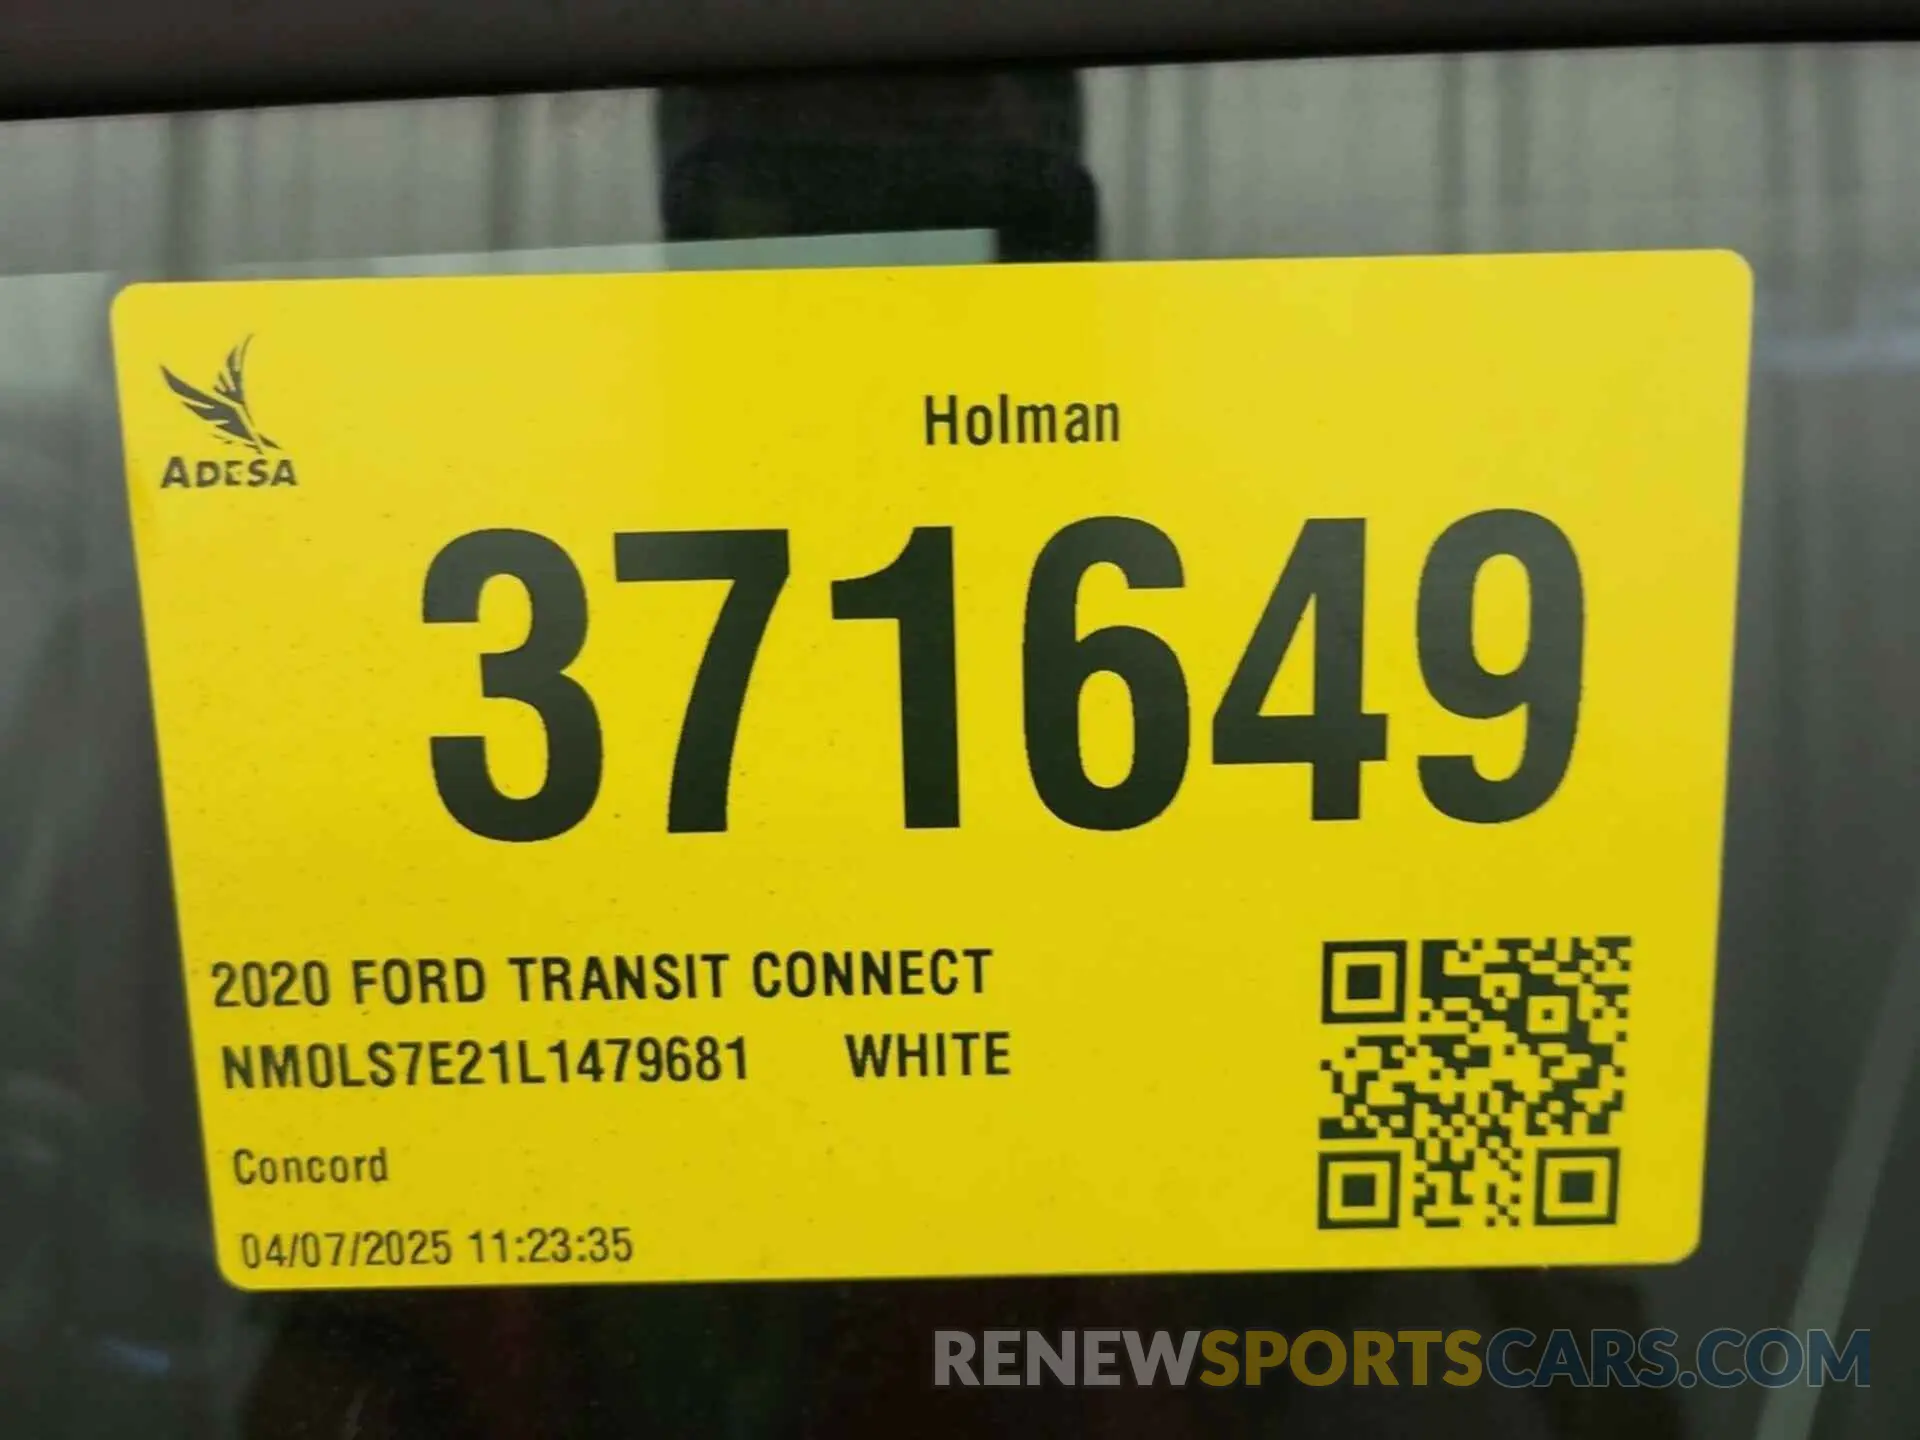 Holman
ADESA
371649
2020 FORD TRANSIT CONNECT
NM0LS7E21L1479681 WHITE
Concord
04/07/2025 11:23:35
RENEWSPORTSCARS.COM